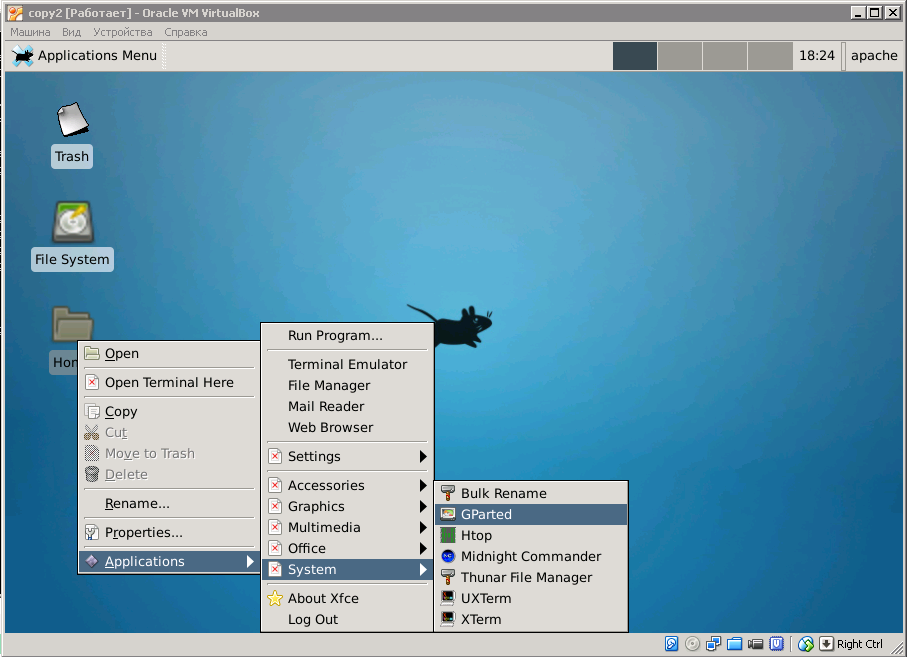 copy2 [Работает] - Oracle VM VirtualBox
Машина Вид Устройства Справка
Applications Menu 18:24 apache
Trash
File System
Hom
Open
Open Terminal Here
Copy
Cut
Move to Trash
Delete
Rename...
Properties...
Applications
Run Program...
Terminal Emulator
File Manager
Mail Reader
Web Browser
Settings
Accessories
Graphics
Multimedia
Office
System
About Xfce
Log Out
Bulk Rename
GParted
Htop
Midnight Commander
Thunar File Manager
UXTerm
XTerm
Right Ctrl